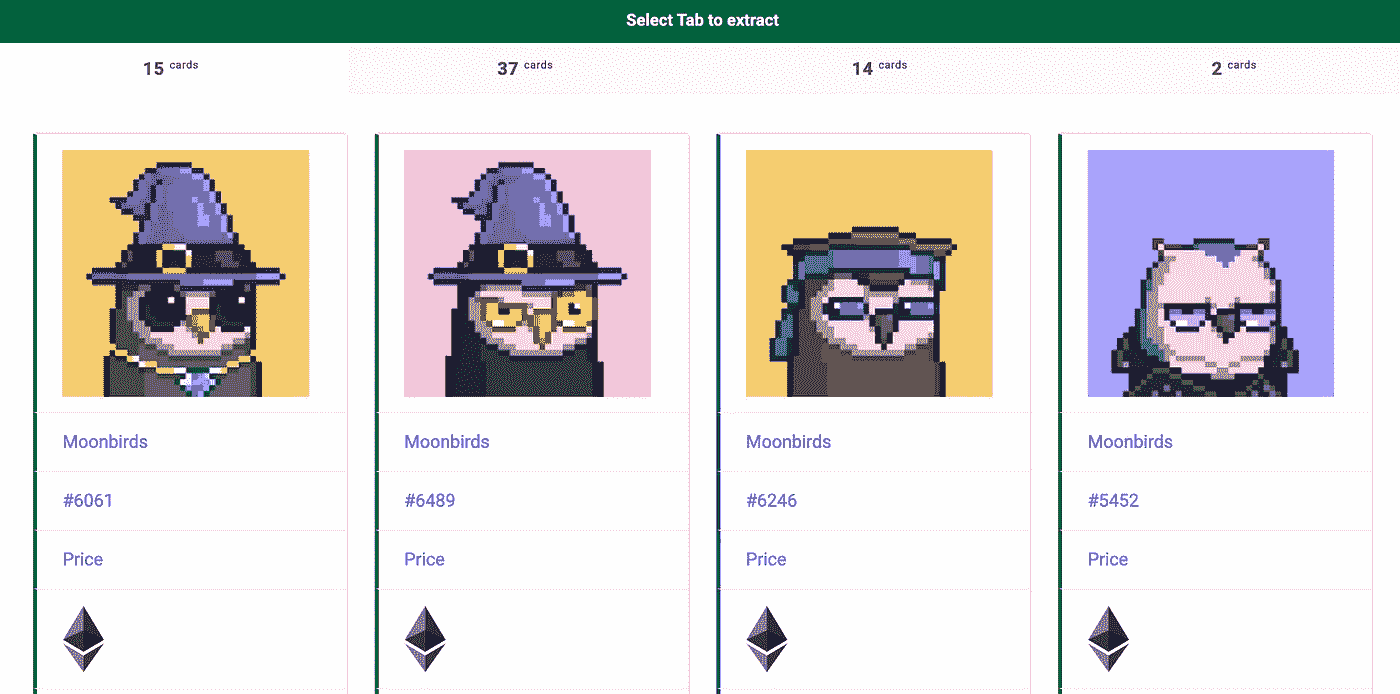 Select Tab to extract
15 cards 37 cards 14 cards 2 cards
Moonbirds Moonbirds Moonbirds Moonbirds
#6061 #6489 #6246 #5452
Price Price Price Price